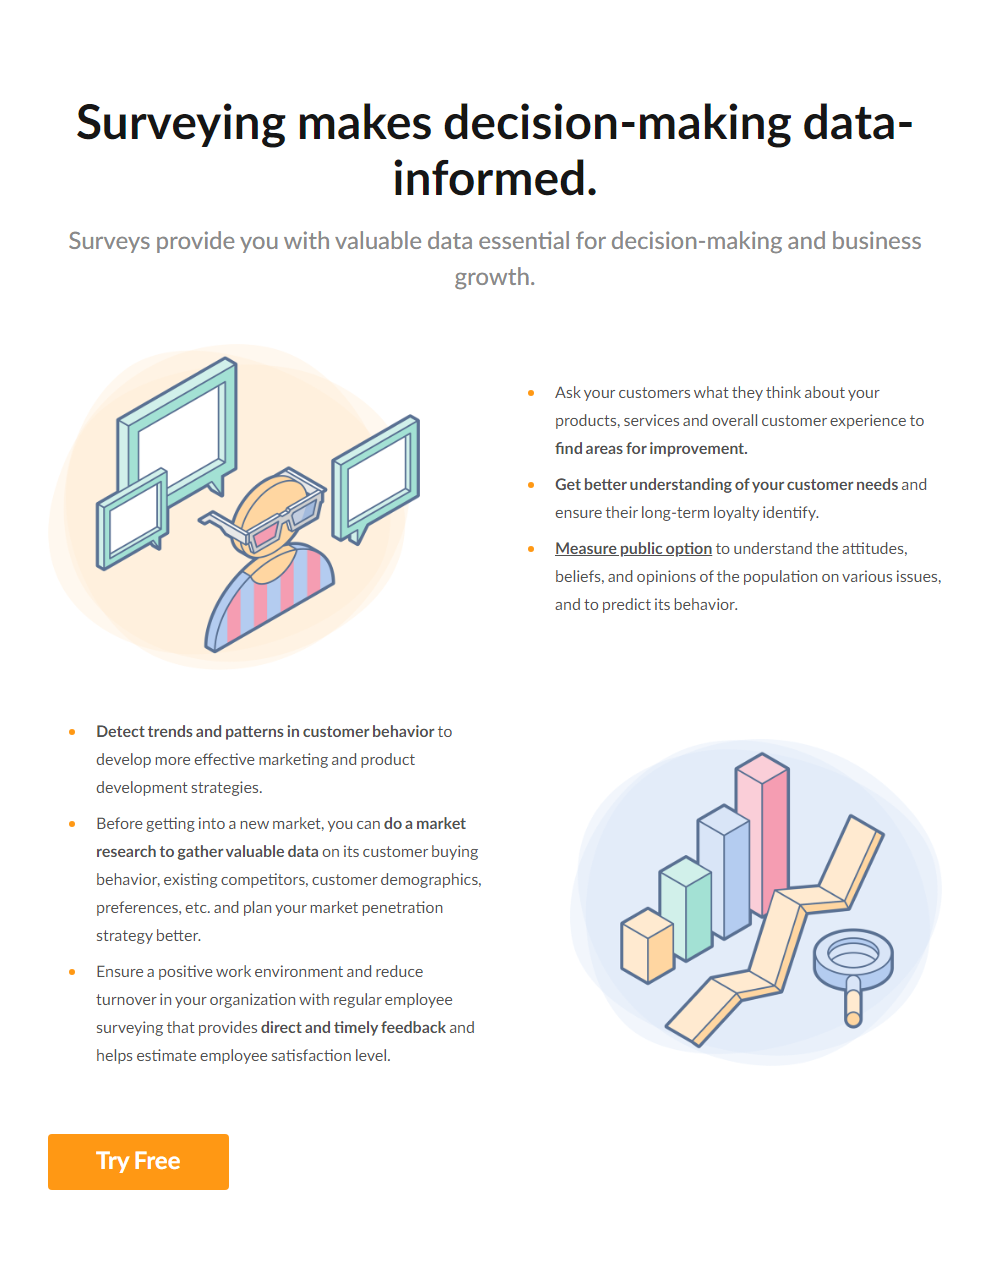 Surveying makes decision-making data-
informed.
Surveys provide you with valuable data essential for decision-making and business
growth.
Ask your customers what they think about your
products, services and overall customer experience to
find areas for improvement.
Get better understanding of your customer needs and
ensure their long-term loyalty identify.
Measure public option to understand the attitudes,
beliefs, and opinions of the population on various issues,
and to predict its behavior.
Detect trends and patterns in customer behavior to
develop more effective marketing and product
development strategies.
Before getting into a new market, you can do a market
research to gather valuable data on its customer buying
behavior, existing competitors, customer demographics,
preferences, etc. and plan your market penetration
strategy better.
Ensure a positive work environment and reduce
turnover in your organization with regular employee
surveying that provides direct and timely feedback and
helps estimate employee satisfaction level.
Try Free